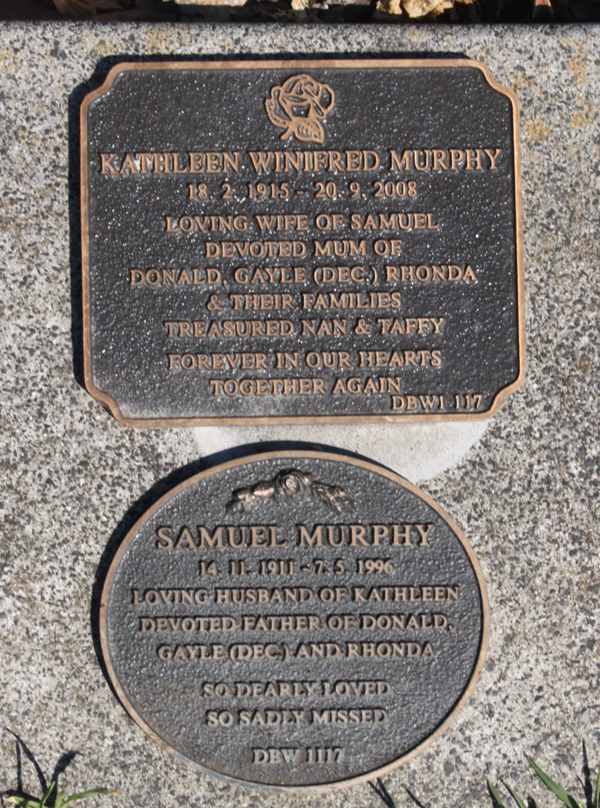 KATHLEEN WINIFRED MURPHY
18. 2. 1915 - 20. 9. 2008
LOVING WIFE OF SAMUEL
DEVOTED MUM OF
DONALD, GAYLE (DEC.) RHONDA
& THEIR FAMILIES
TREASURED NAN & TAFFY
FOREVER IN OUR HEARTS
TOGETHER AGAIN
DBW1 117
SAMUEL MURPHY
14. 11. 1911 - 7. 5. 1996
LOVING HUSBAND OF KATHLEEN
DEVOTED FATHER OF DONALD,
GAYLE (DEC.) AND RHONDA
SO DEARLY LOVED
SO SADLY MISSED
DBW 1117